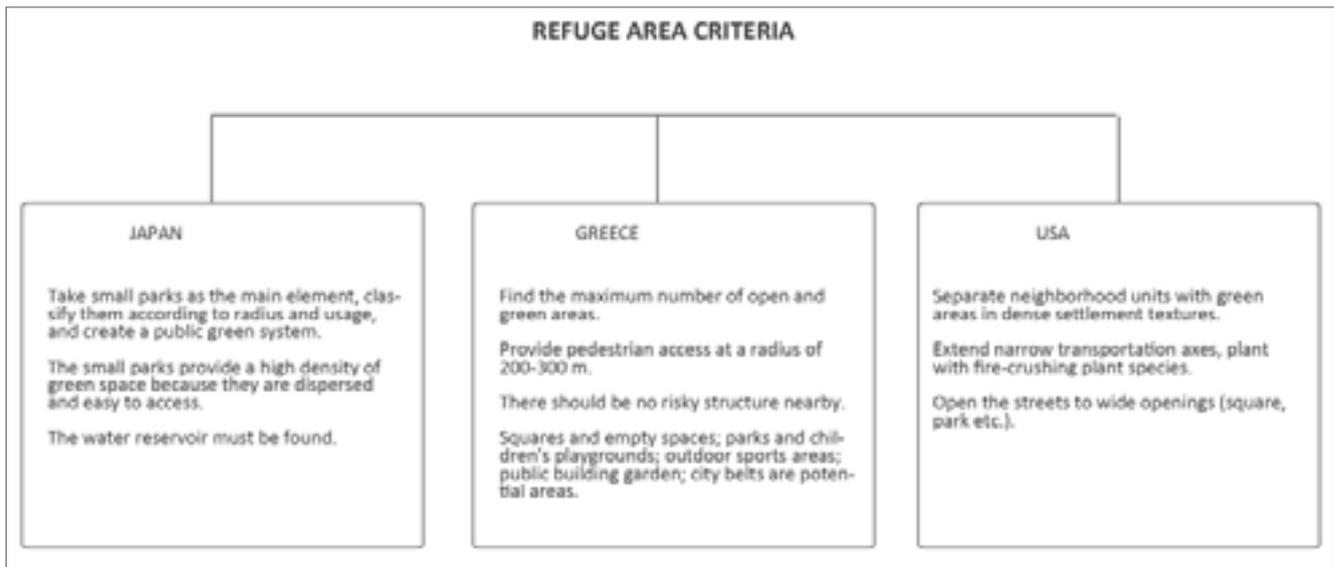 REFUGE AREA CRITERIA
JAPAN
Take small parks as the main element, clas-
sify them according to radius and usage,
and create a public green system.
The small parks provide a high density of
green space because they are dispersed
and easy to access.
The water reservoir must be found.
GREECE
Find the maximum number of open and
green areas.
Provide pedestrian access at a radius of
200-300 m.
There should be no risky structure nearby.
Squares and empty spaces; parks and chil-
dren's playgrounds; outdoor sports areas;
public building garden; city belts are poten-
tial areas.
USA
Separate neighborhood units with green
areas in dense settlement textures.
Extend narrow transportation axes, plant
with fire-crushing plant species.
Open the streets to wide openings (square,
park etc.).